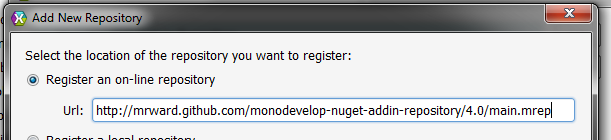 Add New Repository
Select the location of the repository you want to register:
Register an on-line repository
Url: http://mrward.github.com/monodevelop-nuget-addin-repository/4.0/main.mrep
Register a local repository